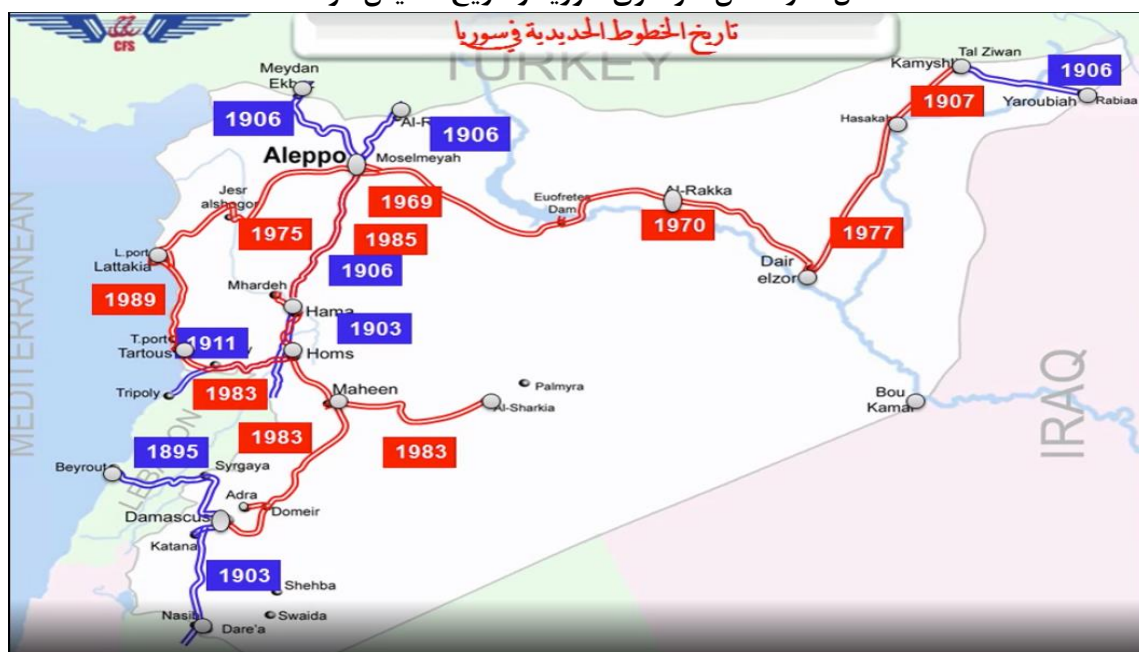 CFS
تاريخ الخطوط الحديدية في سوريا
TURKEY
Meydan
Tal Ziwan
1906
Yaroubiah
Rabiaa
1907
Hasakah
1906
1906
Aleppo
Moselmeyah
Jesr
alshogor
1969
Euofretes
Dam
Al-Rakka
1970
1975
1985
1977
L.port
Lattakia
1906
Dair
elzor
Mhardeh
1989
Hama
1903
T.port
Tartous
1911
Homs
Tripoly
1983
Maheen
Palmyra
Al-Sharkia
Bou
Kamal
1983
1983
1895
Beyrout
Syrgaya
Adra
Domeir
Damascus
Katana
1903
Shehba
Nasib
Swaida
Dare'a
MEDITERRANEAN
LEBANON
IRAQ